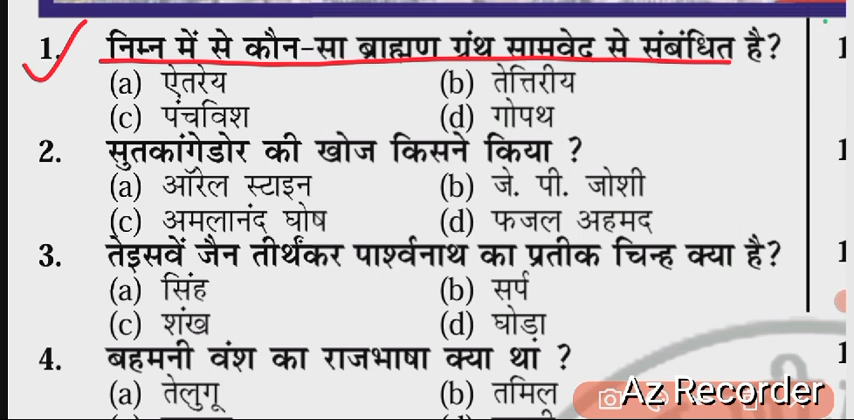 1. निम्न में से कौन-सा ब्राह्मण ग्रंथ सामवेद से संबंधित है?
(a) ऐतरेय (b) तेत्तिरीय
(c) पंचविश (d) गोपथ
2. सुतकांगेडोर की खोज किसने किया ?
(a) ऑरेल स्टाइन (b) जे. पी. जोशी
(c) अमलानंद घोष (d) फजल अहमद
3. तेइसवें जैन तीर्थंकर पार्श्वनाथ का प्रतीक चिन्ह क्या है?
(a) सिंह (b) सर्प
(c) शंख (d) घोड़ा
4. बहमनी वंश का राजभाषा क्या था ?
(a) तेलुगू (b) तमिल
Az Recorder